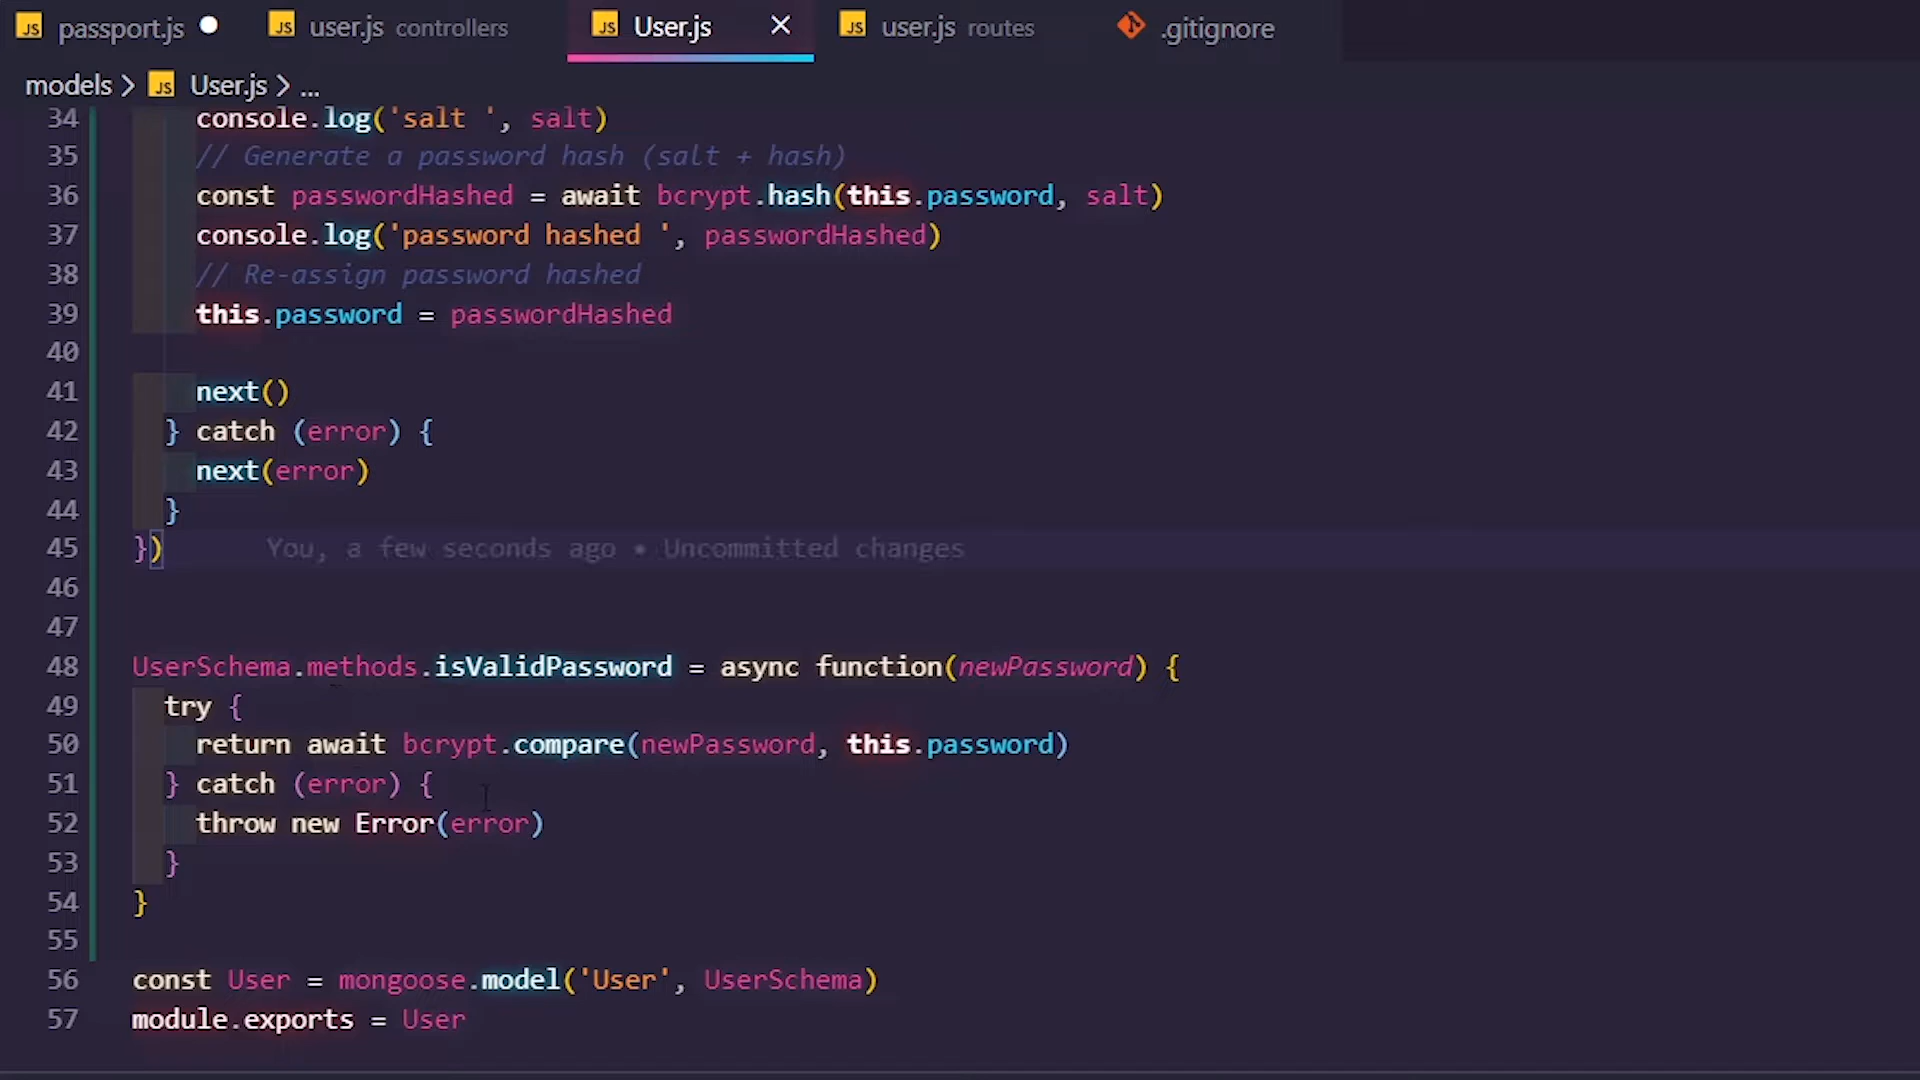 JS passport.js JS user.js controllers JS User.js JS user.js routes .gitignore
models > JS User.js > ...
34 console.log('salt ', salt)
35 // Generate a password hash (salt + hash)
36 const passwordHashed = await bcrypt.hash(this.password, salt)
37 console.log('password hashed ', passwordHashed)
38 // Re-assign password hashed
39 this.password = passwordHashed
40
41 next()
42 } catch (error) {
43 next(error)
44 }
45 }) You, a few seconds ago • Uncommitted changes
46
47
48 UserSchema.methods.isValidPassword = async function(newPassword) {
49 try {
50 return await bcrypt.compare(newPassword, this.password)
51 } catch (error) {
52 throw new Error(error)
53 }
54 }
55
56 const User = mongoose.model('User', UserSchema)
57 module.exports = User